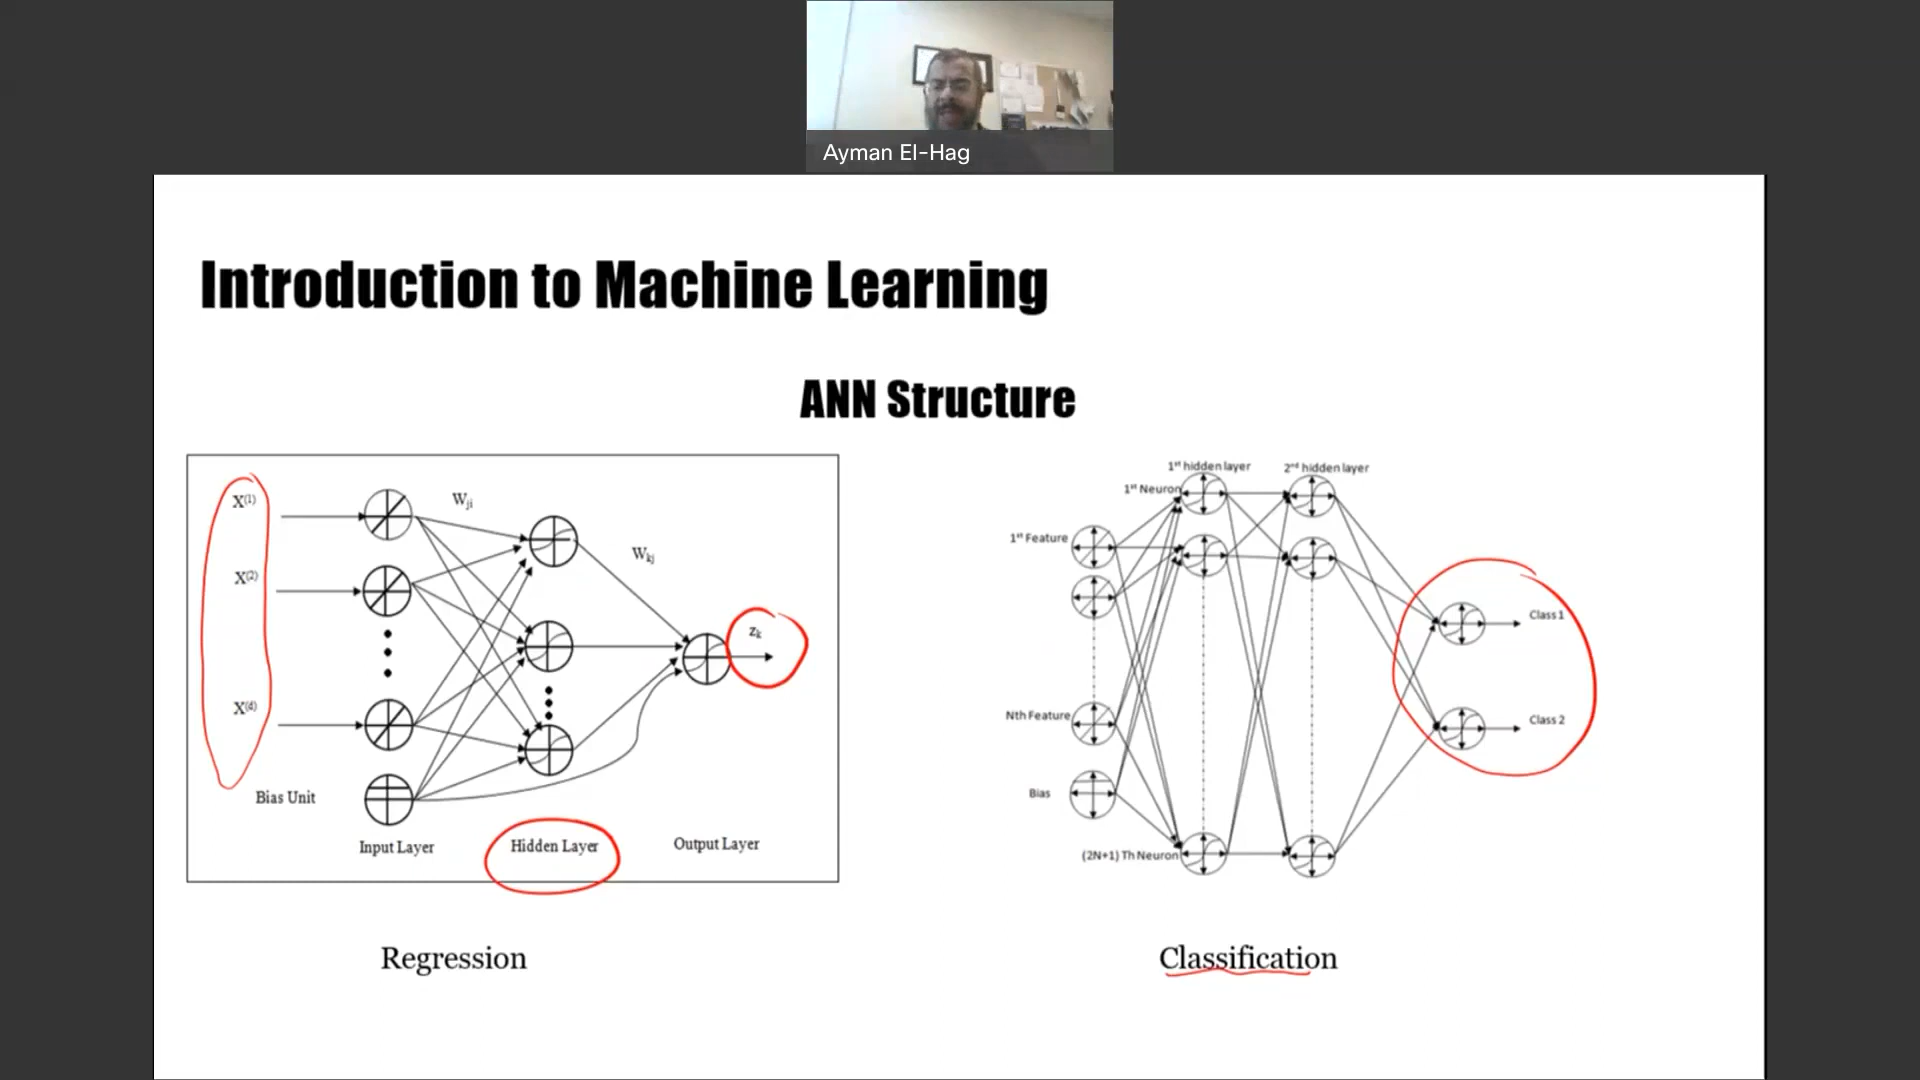 Ayman El-Hag
Introduction to Machine Learning
ANN Structure
X(1)
Wji
X(2)
Wkj
zk
X(d)
Bias Unit
Input Layer
Hidden Layer
Output Layer
Regression
1st hidden layer
2nd hidden layer
1st Neuron
1st Feature
Class 1
Nth Feature
Class 2
Bias
(2N+1) Th Neuron
Classification